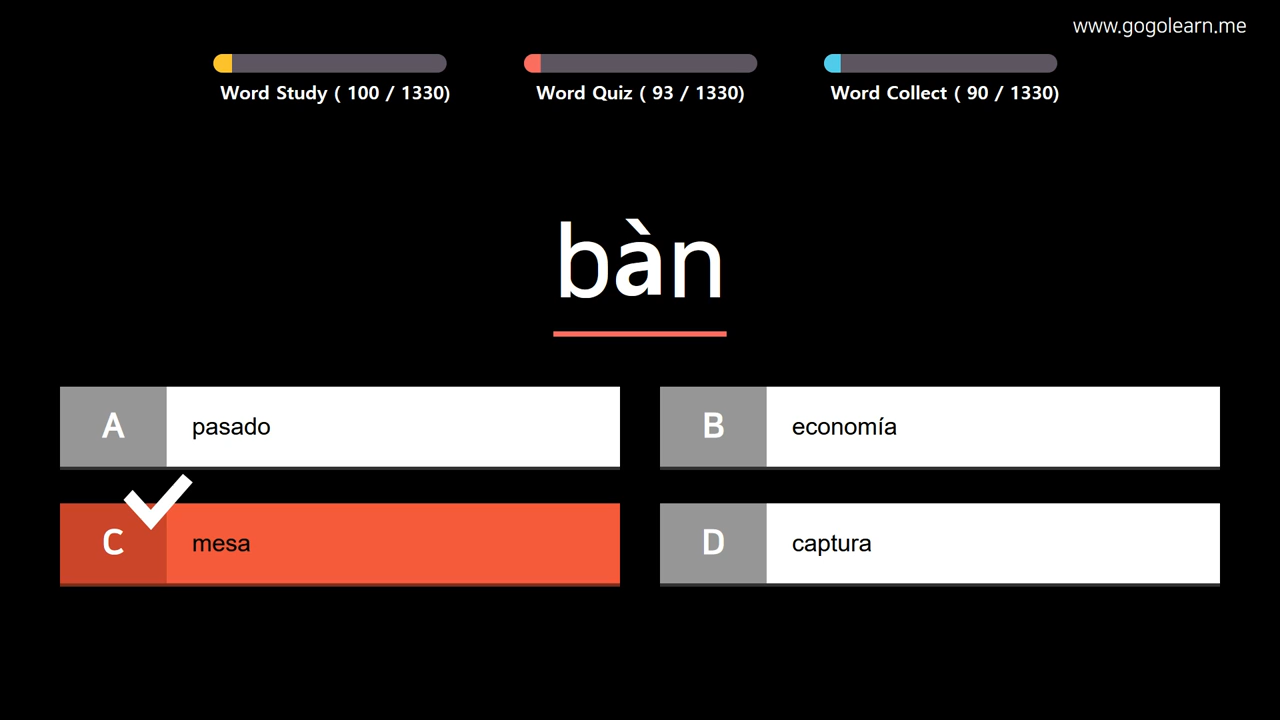 www.gogolearn.me
Word Study ( 100 / 1330)
Word Quiz ( 93 / 1330)
Word Collect ( 90 / 1330)
bàn
A pasado
B economía
C mesa
D captura